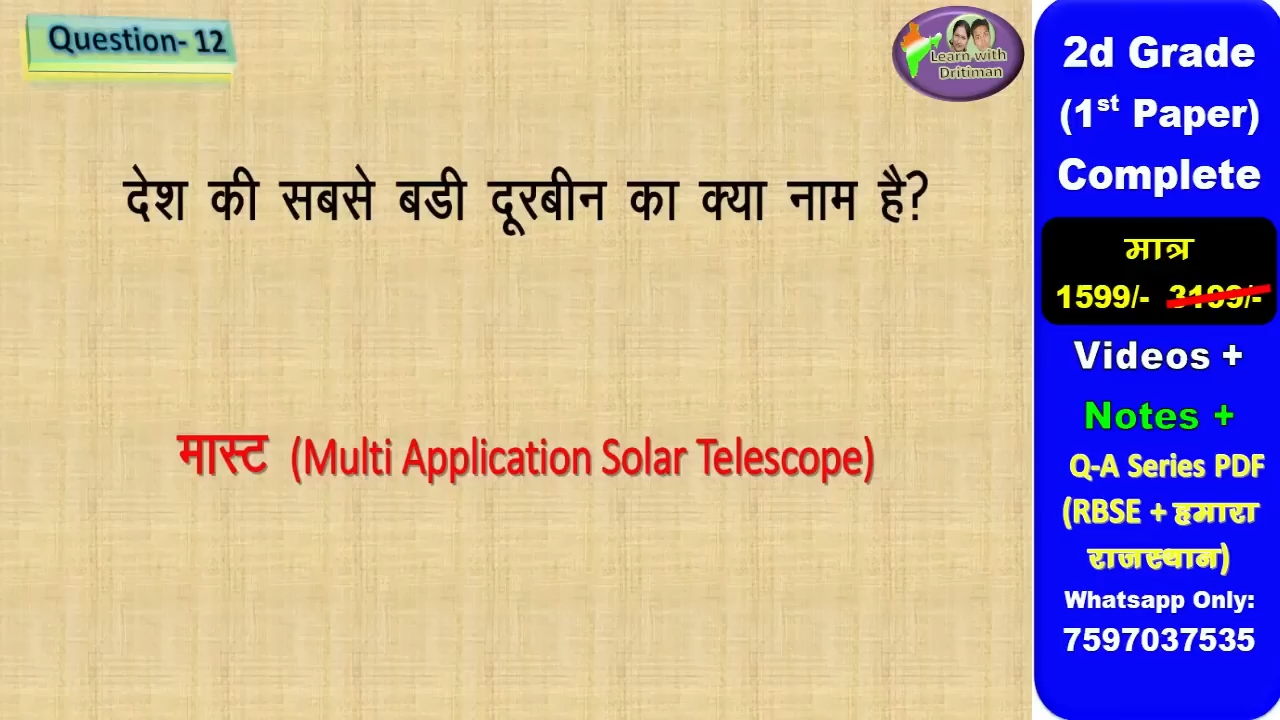 Question- 12
Learn with
Dritiman
देश की सबसे बडी दूरबीन का क्या नाम है?
मास्ट (Multi Application Solar Telescope)
2d Grade
(1st Paper)
Complete
मात्र
1599/- 3199/-
Videos +
Notes +
Q-A Series PDF
(RBSE + हमारा
राजस्थान)
Whatsapp Only:
7597037535